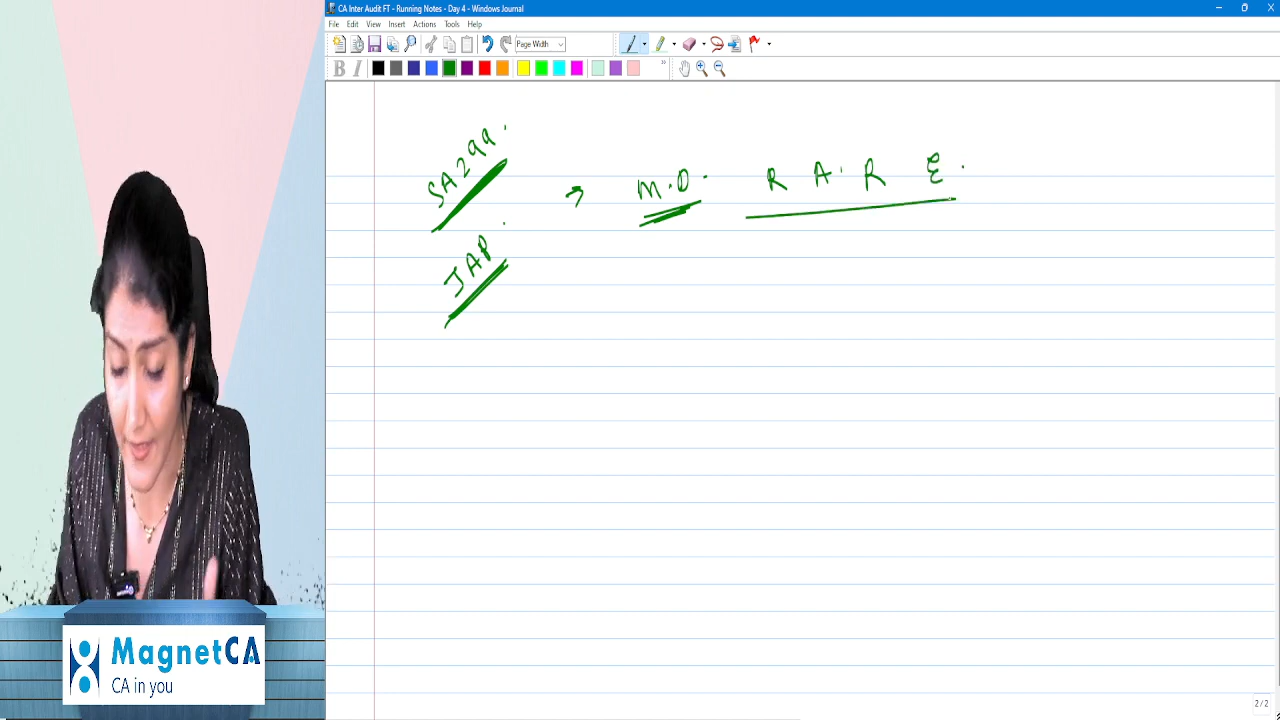 CA Inter Audit FT - Running Notes - Day 4 - Windows Journal
File Edit View Insert Actions Tools Help
Page Width
B I
SA299. → M.O. R A. R E.
JAP.
MagnetCA
CA in you
2/2